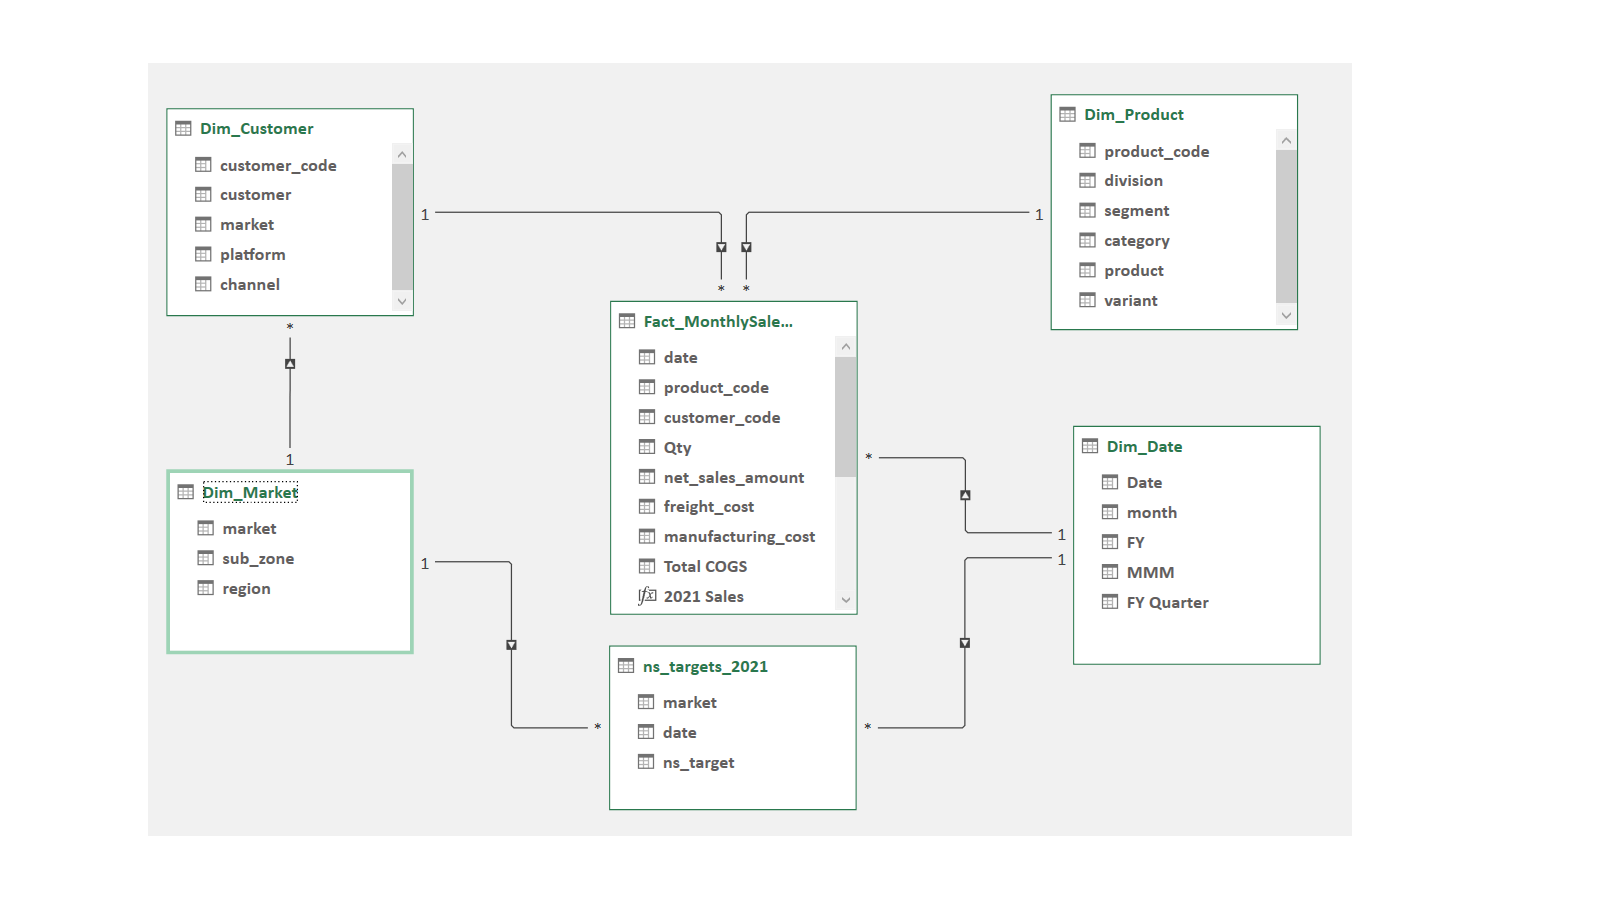 Dim_Customer
customer_code
customer
market
platform
channel
1
*
1
Dim_Market
market
sub_zone
region
1
*
*
*
Fact_MonthlySale...
date
product_code
customer_code
Qty
net_sales_amount
freight_cost
manufacturing_cost
Total COGS
2021 Sales
*
ns_targets_2021
market
date
ns_target
*
1
Dim_Product
product_code
division
segment
category
product
variant
Dim_Date
Date
month
FY
MMM
FY Quarter
1
1